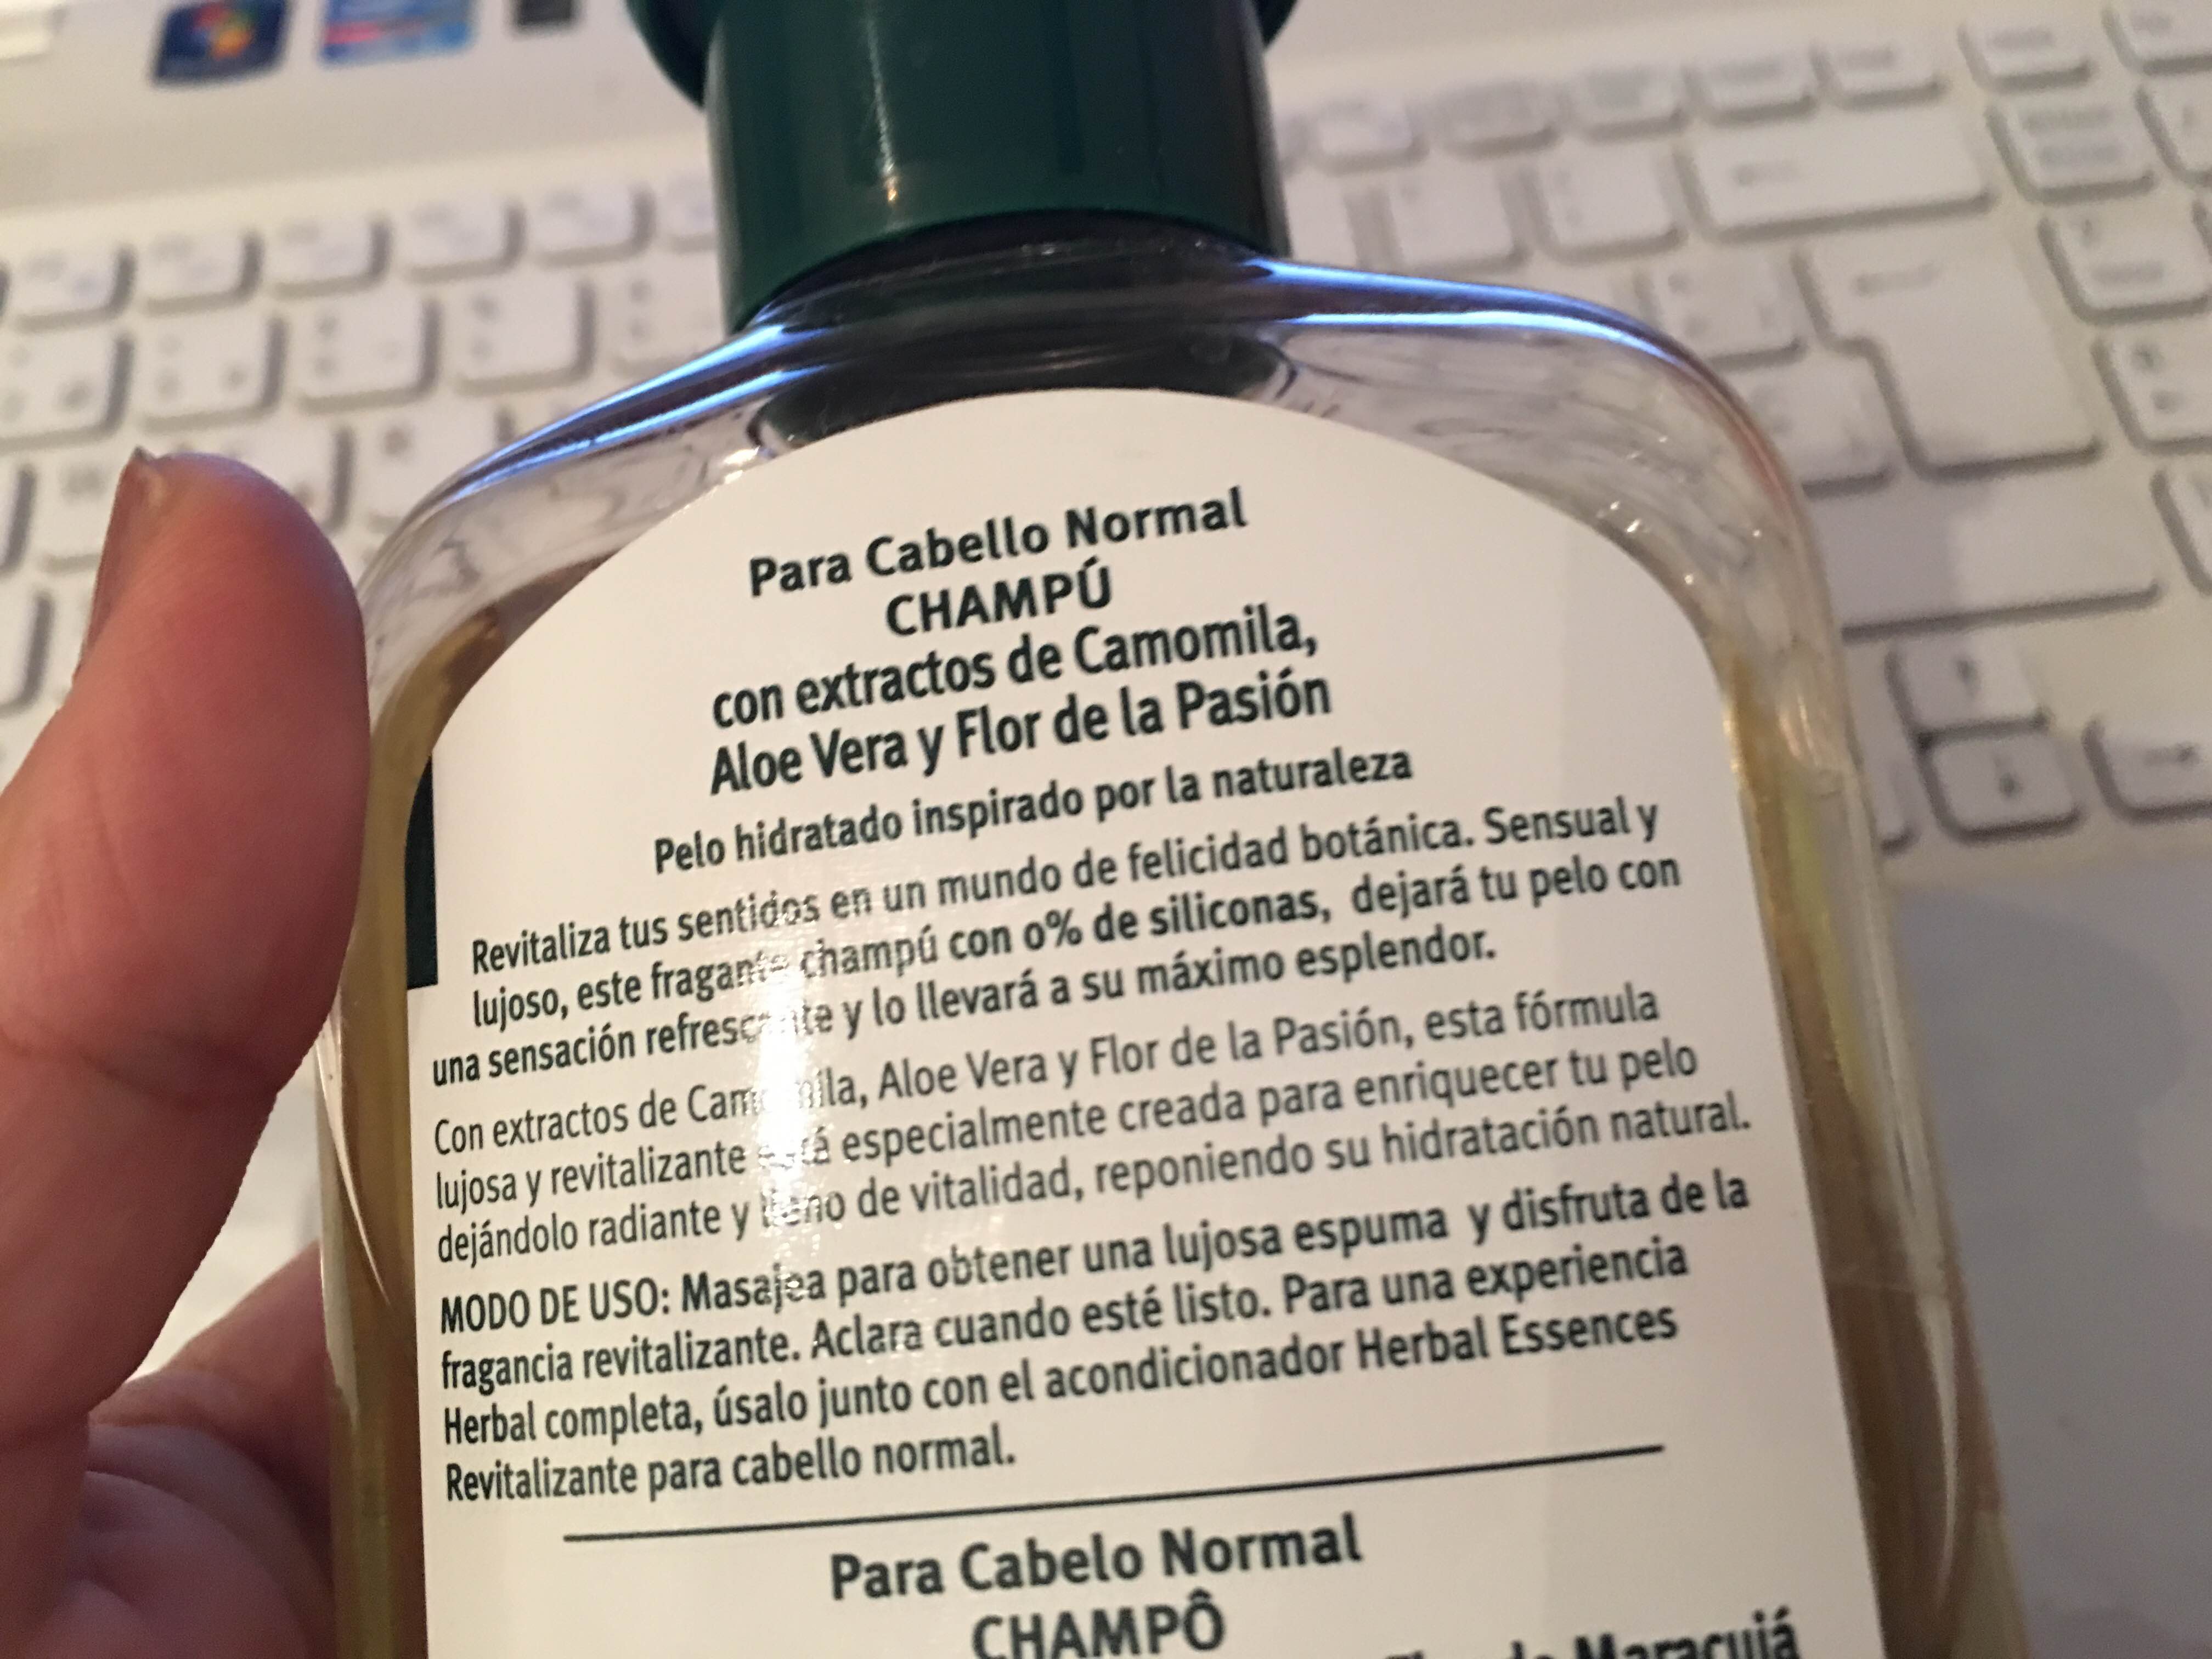 Para Cabello Normal
CHAMPÚ
con extractos de Camomila,
Aloe Vera y Flor de la Pasión
Pelo hidratado inspirado por la naturaleza
Revitaliza tus sentidos en un mundo de felicidad botánica. Sensual y
lujoso, este fragante champú con 0% de siliconas, dejará tu pelo con
una sensación refrescante y lo llevará a su máximo esplendor.
Con extractos de Camomila, Aloe Vera y Flor de la Pasión, esta fórmula
lujosa y revitalizante está especialmente creada para enriquecer tu pelo
dejándolo radiante y lleno de vitalidad, reponiendo su hidratación natural.
MODO DE USO: Masajea para obtener una lujosa espuma y disfruta de la
fragancia revitalizante. Aclara cuando esté listo. Para una experiencia
Herbal completa, úsalo junto con el acondicionador Herbal Essences
Revitalizante para cabello normal.
Para Cabelo Normal
CHAMPÔ
Maracujá